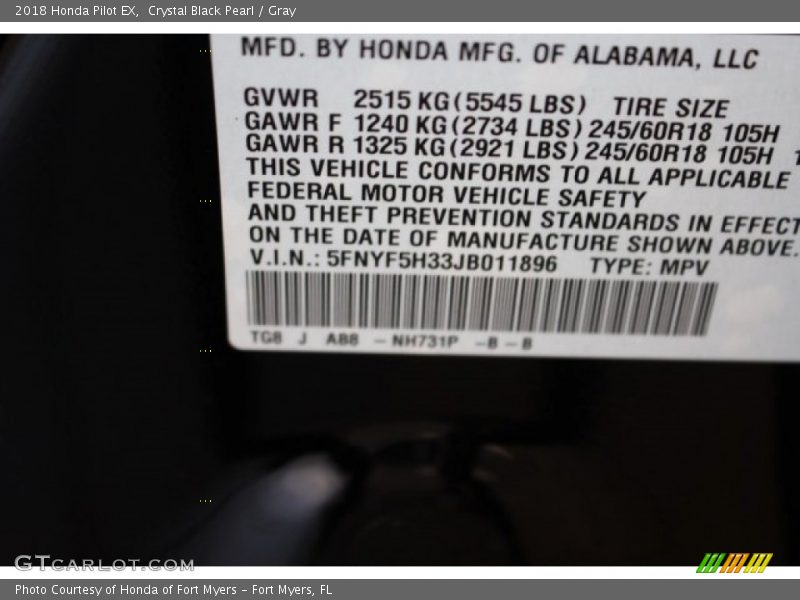 2018 Honda Pilot EX, Crystal Black Pearl / Gray
MFD. BY HONDA MFG. OF ALABAMA, LLC
GVWR 2515 KG (5545 LBS) TIRE SIZE
GAWR F 1240 KG (2734 LBS) 245/60R18 105H
GAWR R 1325 KG (2921 LBS) 245/60R18 105H
THIS VEHICLE CONFORMS TO ALL APPLICABLE
FEDERAL MOTOR VEHICLE SAFETY
AND THEFT PREVENTION STANDARDS IN EFFECT
ON THE DATE OF MANUFACTURE SHOWN ABOVE.
V.I.N.: 5FNYF5H33JB011896 TYPE: MPV
TG8 J AB8 - NH731P - B - B
GTCARLOT.COM
Photo Courtesy of Honda of Fort Myers - Fort Myers, FL